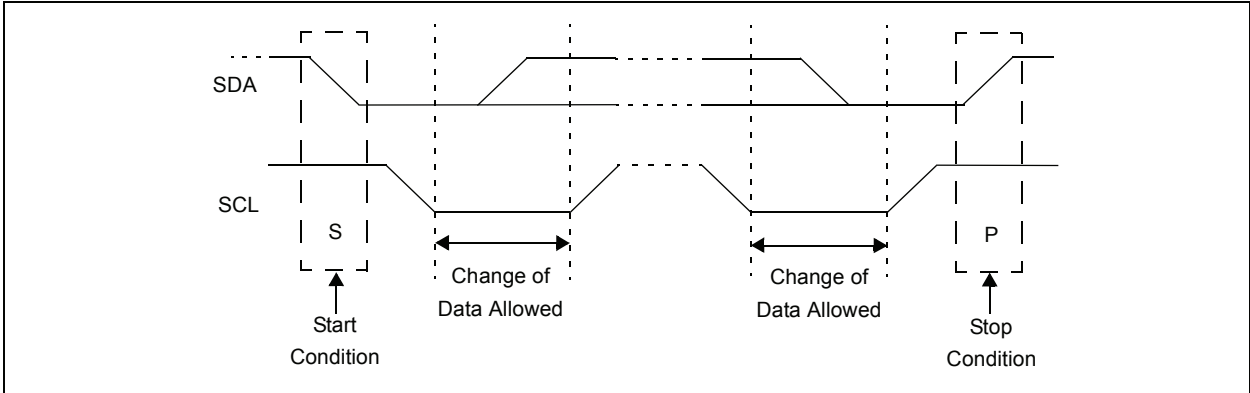 SDA
SCL
S
P
Change of
Data Allowed
Change of
Data Allowed
Start
Condition
Stop
Condition